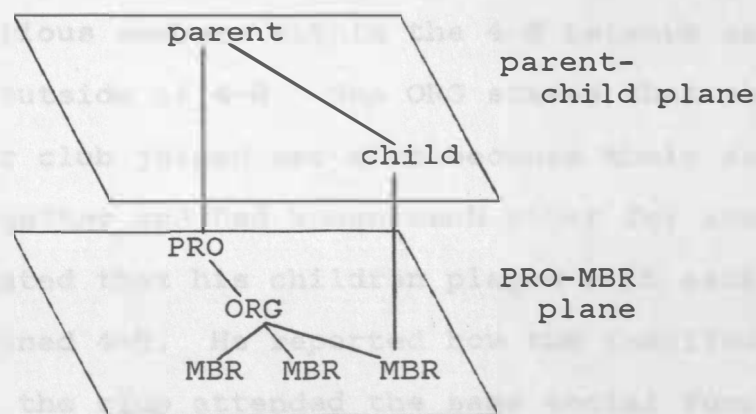 parent
parent-
child plane
child
PRO
PRO-MBR
plane
ORG
MBR MBR MBR